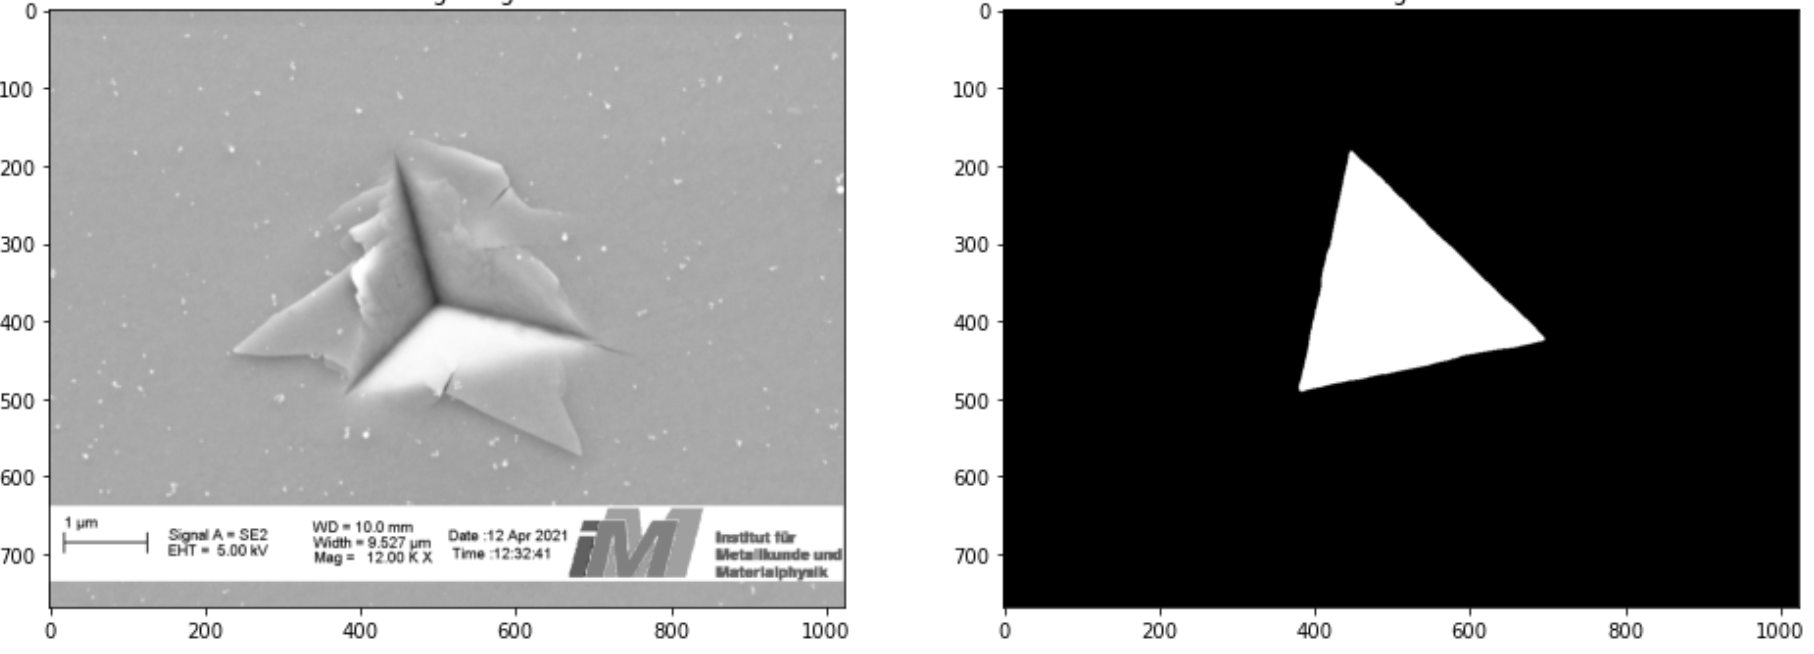 0
100
200
300
400
500
600
700
0 200 400 600 800 1000
1 µm
Signal A = SE2
EHT = 5.00 kV
WD = 10.0 mm
Width = 9.527 µm
Mag = 12.00 K X
Date :12 Apr 2021
Time :12:32:41
iM
Institut für
Metallkunde und
Materialphysik
0
100
200
300
400
500
600
700
0 200 400 600 800 1000